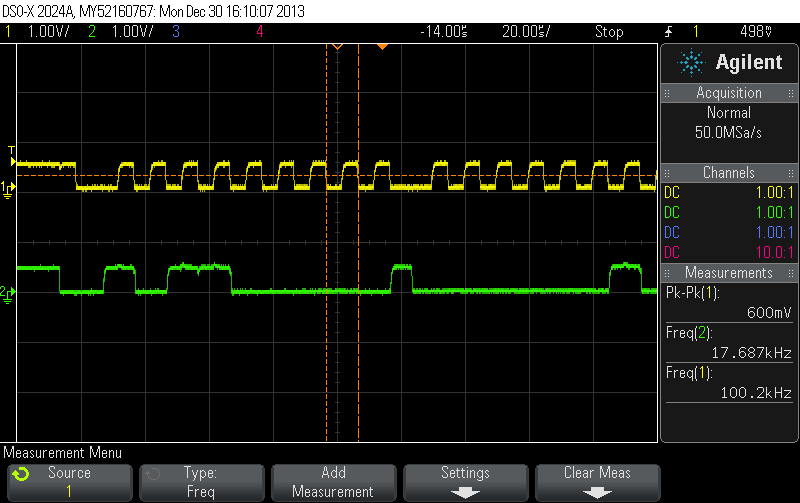 DSO-X 2024A, MY52160767: Mon Dec 30 16:10:07 2013
1 1.00V/ 2 1.00V/ 3 4 -14.00s 20.00s/ Stop 1 498mV
Agilent
Acquisition
Normal
50.0MSa/s
Channels
DC 1.00:1
DC 1.00:1
DC 1.00:1
DC 10.0:1
Measurements
Pk-Pk(1):
600mV
Freq(2):
17.687kHz
Freq(1):
100.2kHz
T
1
2
Measurement Menu
Source
1
Type:
Freq
Add
Measurement
Settings
Clear Meas